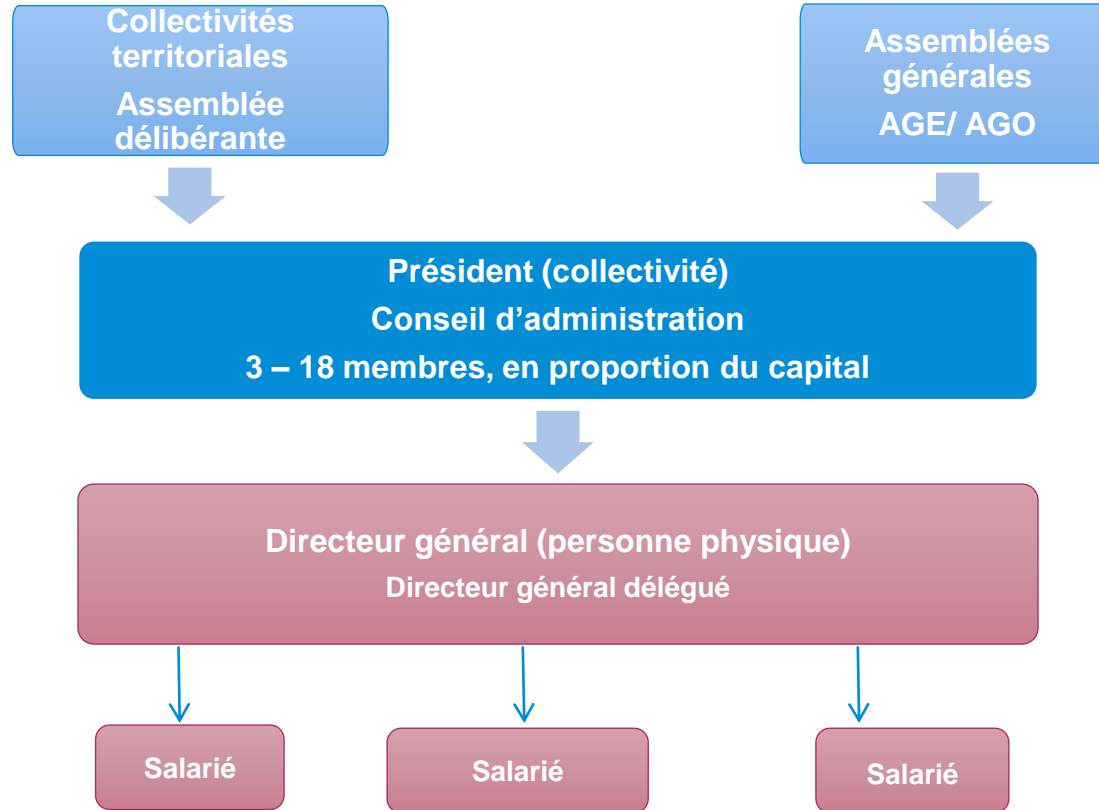 Collectivités
territoriales
Assemblée
délibérante
Assemblées
générales
AGE/ AGO
Président (collectivité)
Conseil d’administration
3 – 18 membres, en proportion du capital
Directeur général (personne physique)
Directeur général délégué
Salarié
Salarié
Salarié